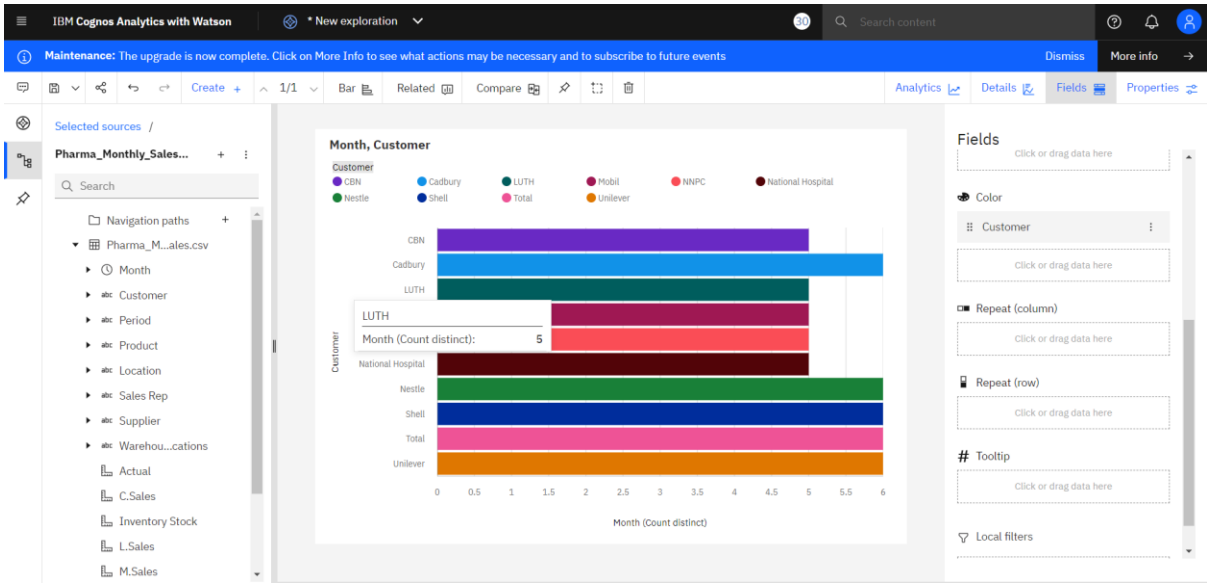 IBM Cognos Analytics with Watson
* New exploration
30
Search content
Maintenance: The upgrade is now complete. Click on More Info to see what actions may be necessary and to subscribe to future events
Dismiss
More info
Create +
1/1
Bar
Related
Compare
Analytics
Details
Fields
Properties
Selected sources /
Pharma_Monthly_Sales...
Search
Navigation paths
Pharma_M...ales.csv
Month
abc Customer
abc Period
abc Product
abc Location
abc Sales Rep
abc Supplier
abc Warehou...cations
Actual
C.Sales
Inventory Stock
L.Sales
M.Sales
Month, Customer
Customer
CBN Cadbury LUTH Mobil NNPC National Hospital
Nestle Shell Total Unilever
Customer
CBN
Cadbury
LUTH
LUTH
Month (Count distinct): 5
National Hospital
Nestle
Shell
Total
Unilever
0 0.5 1 1.5 2 2.5 3 3.5 4 4.5 5 5.5 6
Month (Count distinct)
Fields
Click or drag data here
Color
Customer
Click or drag data here
Repeat (column)
Click or drag data here
Repeat (row)
Click or drag data here
# Tooltip
Click or drag data here
Local filters